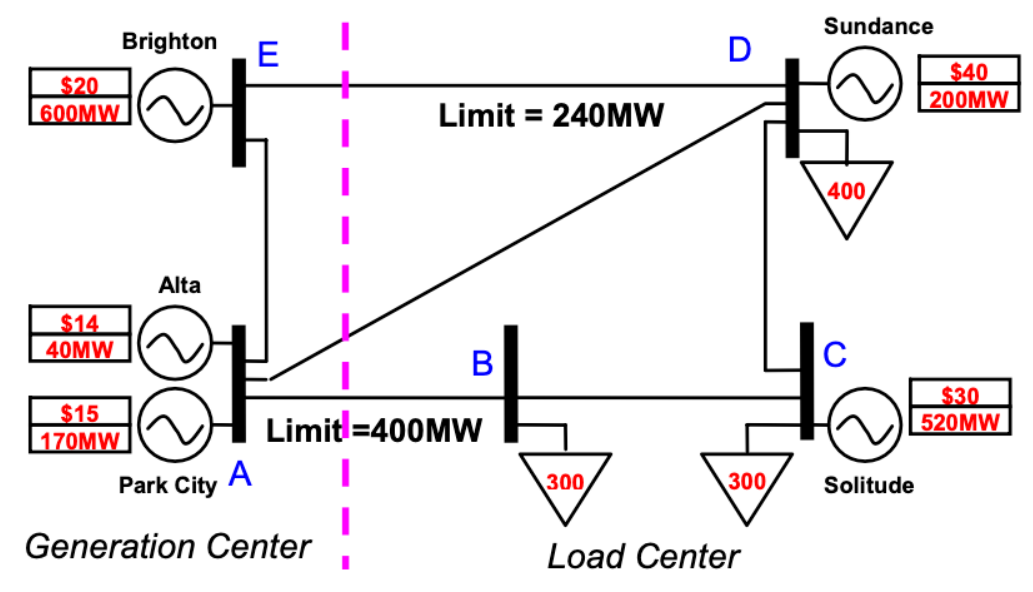 Brighton
E
$20
600MW
D
Sundance
$40
200MW
Limit = 240MW
400
Alta
$14
40MW
$15
170MW
Park City
A
Limit =400MW
B
300
C
300
$30
520MW
Solitude
Generation Center
Load Center